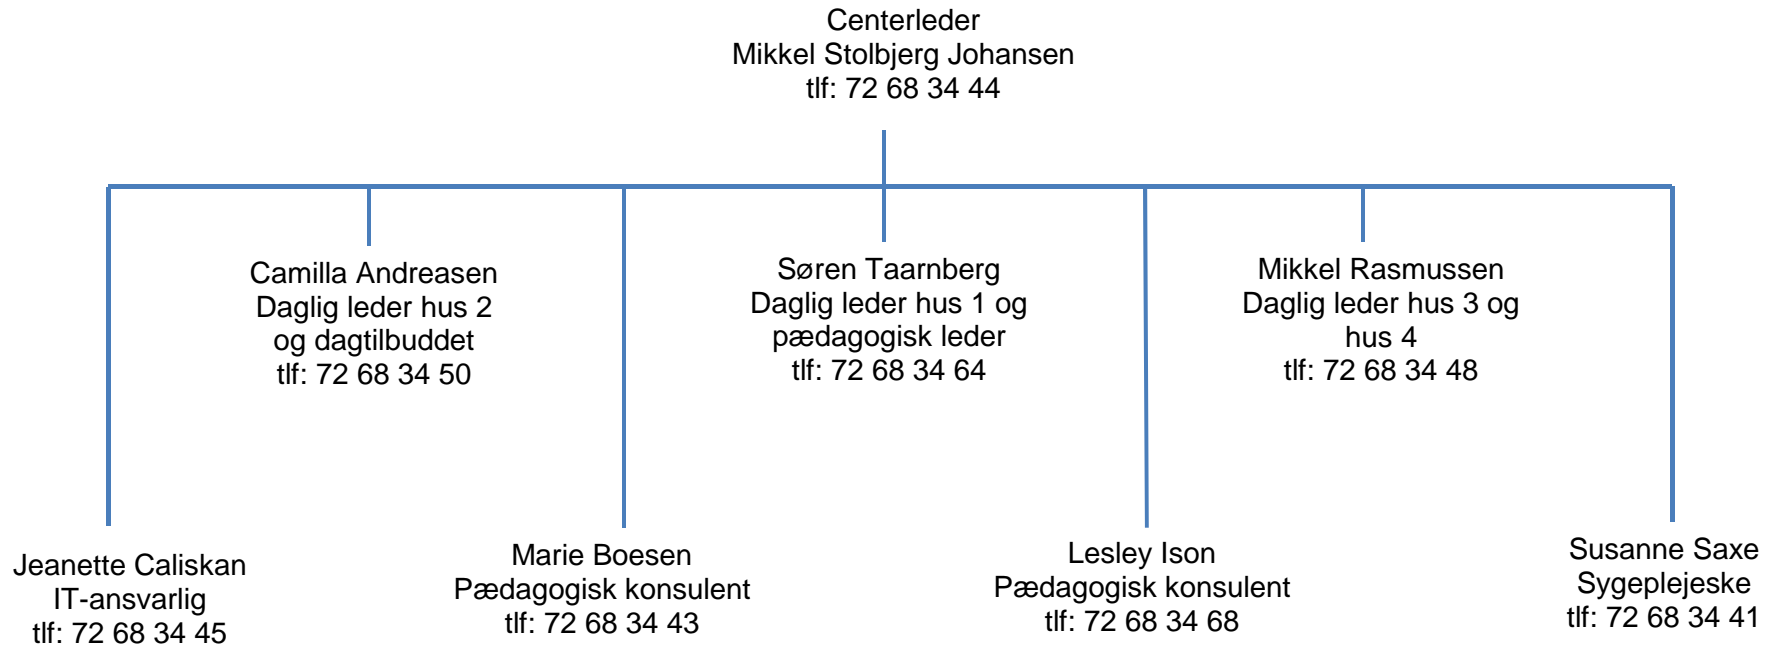 Centerleder
Mikkel Stolbjerg Johansen
tlf: 72 68 34 44
Camilla Andreasen
Daglig leder hus 2
og dagtilbuddet
tlf: 72 68 34 50
Søren Taarnberg
Daglig leder hus 1 og
pædagogisk leder
tlf: 72 68 34 64
Mikkel Rasmussen
Daglig leder hus 3 og
hus 4
tlf: 72 68 34 48
Jeanette Caliskan
IT-ansvarlig
tlf: 72 68 34 45
Marie Boesen
Pædagogisk konsulent
tlf: 72 68 34 43
Lesley Ison
Pædagogisk konsulent
tlf: 72 68 34 68
Susanne Saxe
Sygeplejeske
tlf: 72 68 34 41